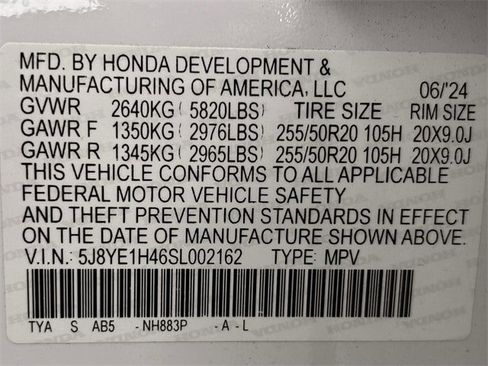 MFD. BY HONDA DEVELOPMENT &
MANUFACTURING OF AMERICA, LLC 06/'24
GVWR 2640KG( 5820LBS) TIRE SIZE RIM SIZE
GAWR F 1350KG( 2976LBS) 255/50R20 105H 20X9.0J
GAWR R 1345KG( 2965LBS) 255/50R20 105H 20X9.0J
THIS VEHICLE CONFORMS TO ALL APPLICABLE
FEDERAL MOTOR VEHICLE SAFETY
AND THEFT PREVENTION STANDARDS IN EFFECT
ON THE DATE OF MANUFACTURE SHOWN ABOVE.
V.I.N.: 5J8YE1H46SL002162 TYPE: MPV
TYA S AB5 -NH883P -A-L